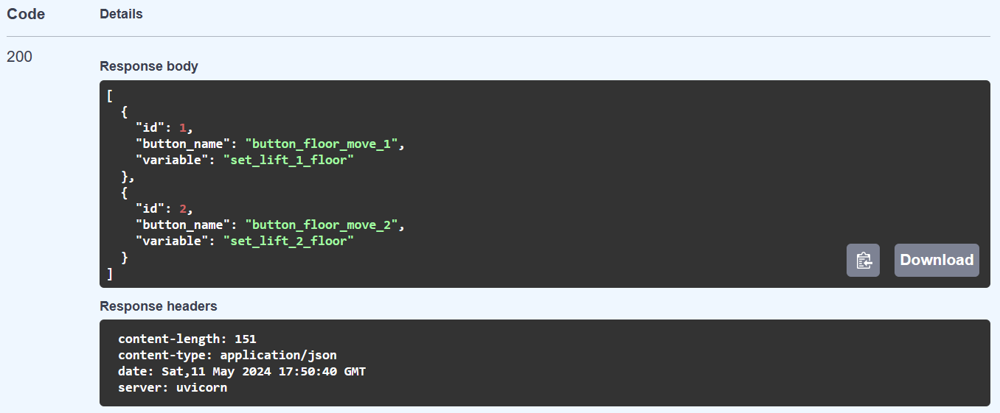 Code Details
200
Response body
[
  {
    "id": 1,
    "button_name": "button_floor_move_1",
    "variable": "set_lift_1_floor"
  },
  {
    "id": 2,
    "button_name": "button_floor_move_2",
    "variable": "set_lift_2_floor"
  }
]
Download
Response headers
content-length: 151
content-type: application/json
date: Sat,11 May 2024 17:50:40 GMT
server: uvicorn